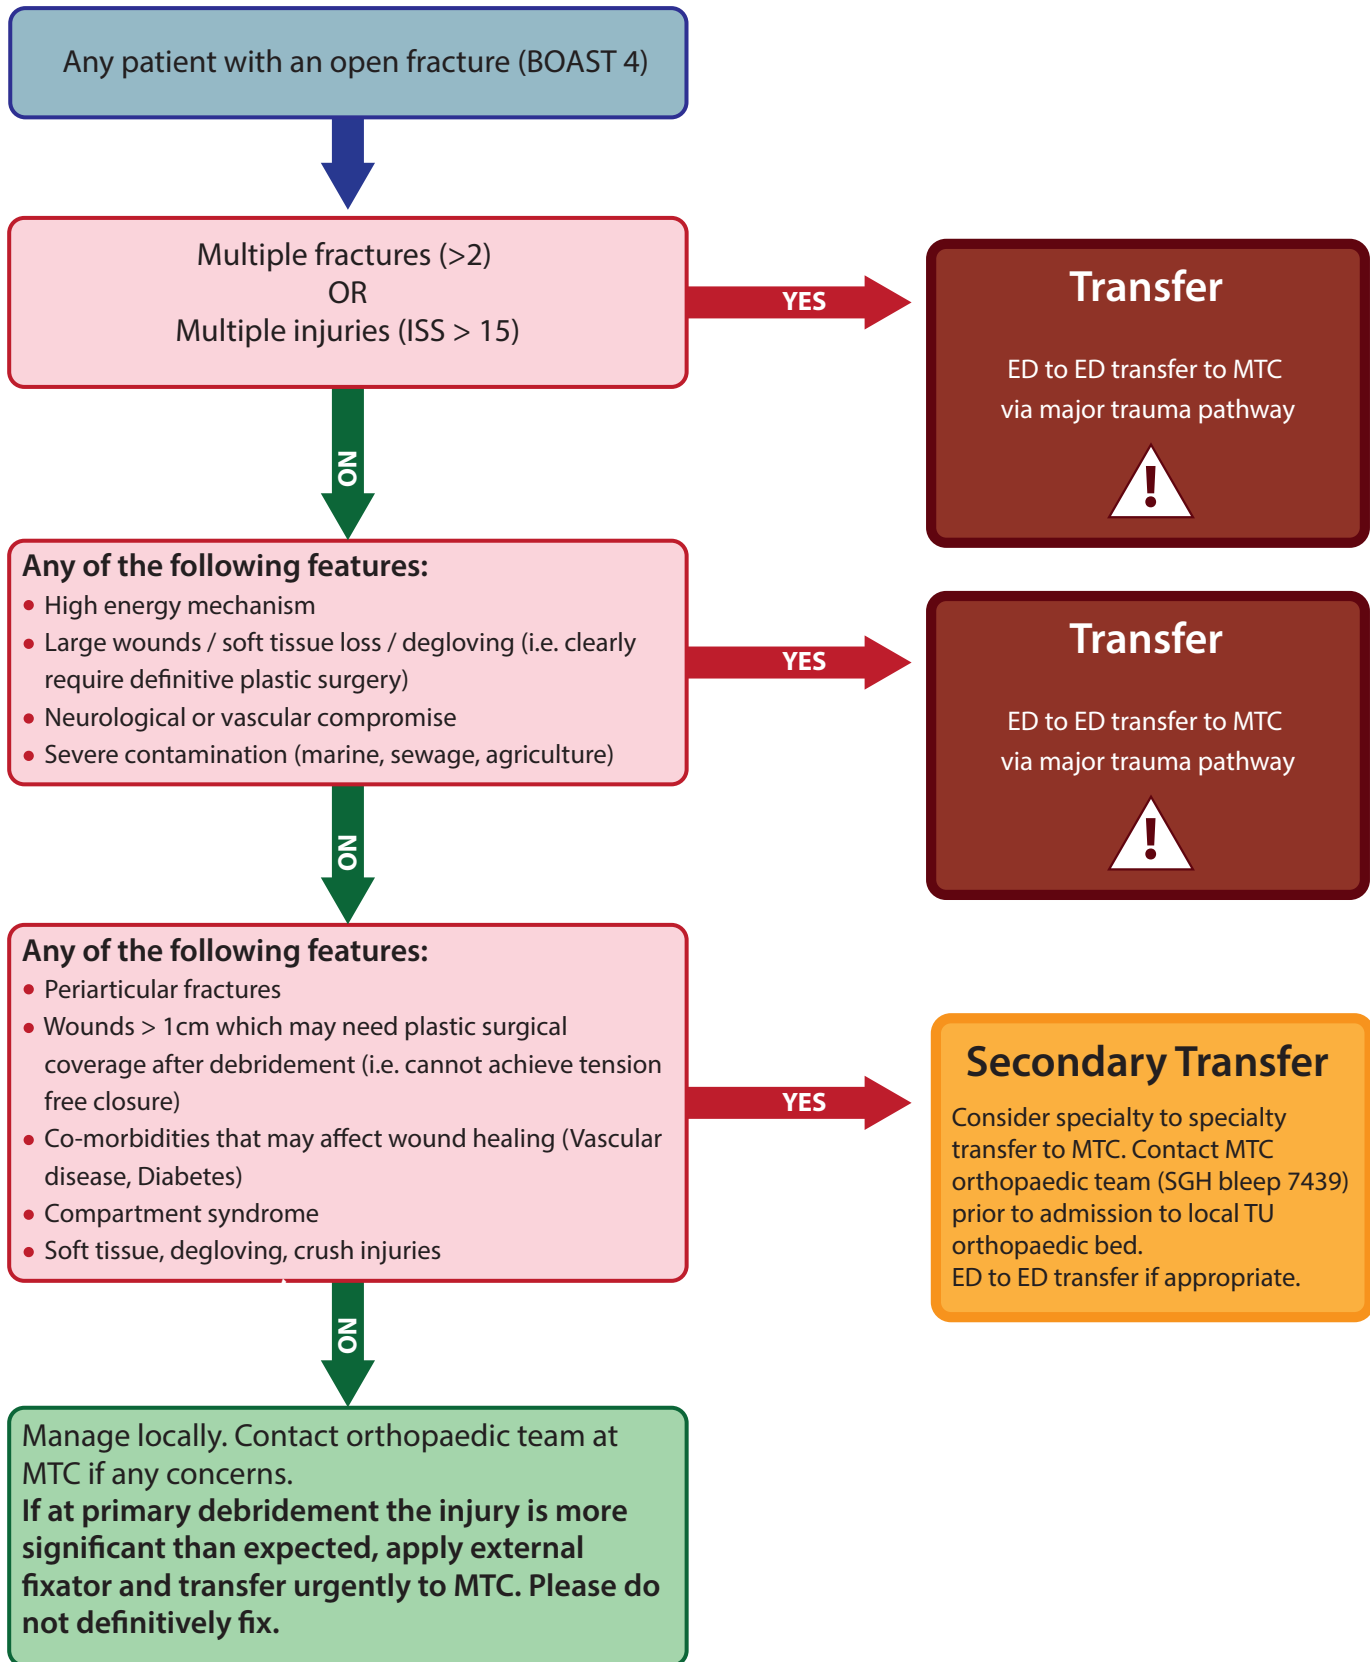 Any patient with an open fracture (BOAST 4)
Multiple fractures (>2)
OR
Multiple injuries (ISS > 15)
YES
Transfer
ED to ED transfer to MTC
via major trauma pathway
!
NO
Any of the following features:
• High energy mechanism
• Large wounds / soft tissue loss / degloving (i.e. clearly
require definitive plastic surgery)
• Neurological or vascular compromise
• Severe contamination (marine, sewage, agriculture)
YES
Transfer
ED to ED transfer to MTC
via major trauma pathway
!
NO
Any of the following features:
• Periarticular fractures
• Wounds > 1cm which may need plastic surgical
coverage after debridement (i.e. cannot achieve tension
free closure)
• Co-morbidities that may affect wound healing (Vascular
disease, Diabetes)
• Compartment syndrome
• Soft tissue, degloving, crush injuries
YES
Secondary Transfer
Consider specialty to specialty
transfer to MTC. Contact MTC
orthopaedic team (SGH bleep 7439)
prior to admission to local TU
orthopaedic bed.
ED to ED transfer if appropriate.
NO
Manage locally. Contact orthopaedic team at
MTC if any concerns.
If at primary debridement the injury is more
significant than expected, apply external
fixator and transfer urgently to MTC. Please do
not definitively fix.